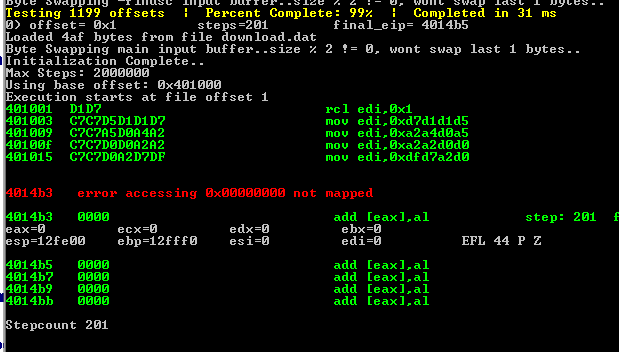 Byte Swapping -findsc input buffer..size % 2 != 0, wont swap last 1 bytes..
Testing 1199 offsets | Percent Complete: 99% | Completed in 31 ms
0) offset= 0x1 steps=201 final_eip= 4014b5
Loaded 4af bytes from file download.dat
Byte Swapping main input buffer..size % 2 != 0, wont swap last 1 bytes..
Initialization Complete..
Max Steps: 2000000
Using base offset: 0x401000
Execution starts at file offset 1
401001 D1D7 rcl edi,0x1
401003 C7C7D5D1D1D7 mov edi,0xd7d1d1d5
401009 C7C7A5D0A4A2 mov edi,0xa2a4d0a5
40100f C7C7D0D0A2A2 mov edi,0xa2a2d0d0
401015 C7C7D0A2D7DF mov edi,0xdfd7a2d0
4014b3 error accessing 0x00000000 not mapped
4014b3 0000 add [eax],al step: 201 f
eax=0 ecx=0 edx=0 ebx=0
esp=12fe00 ebp=12fff0 esi=0 edi=0 EFL 44 P Z
4014b5 0000 add [eax],al
4014b7 0000 add [eax],al
4014b9 0000 add [eax],al
4014bb 0000 add [eax],al
Stepcount 201